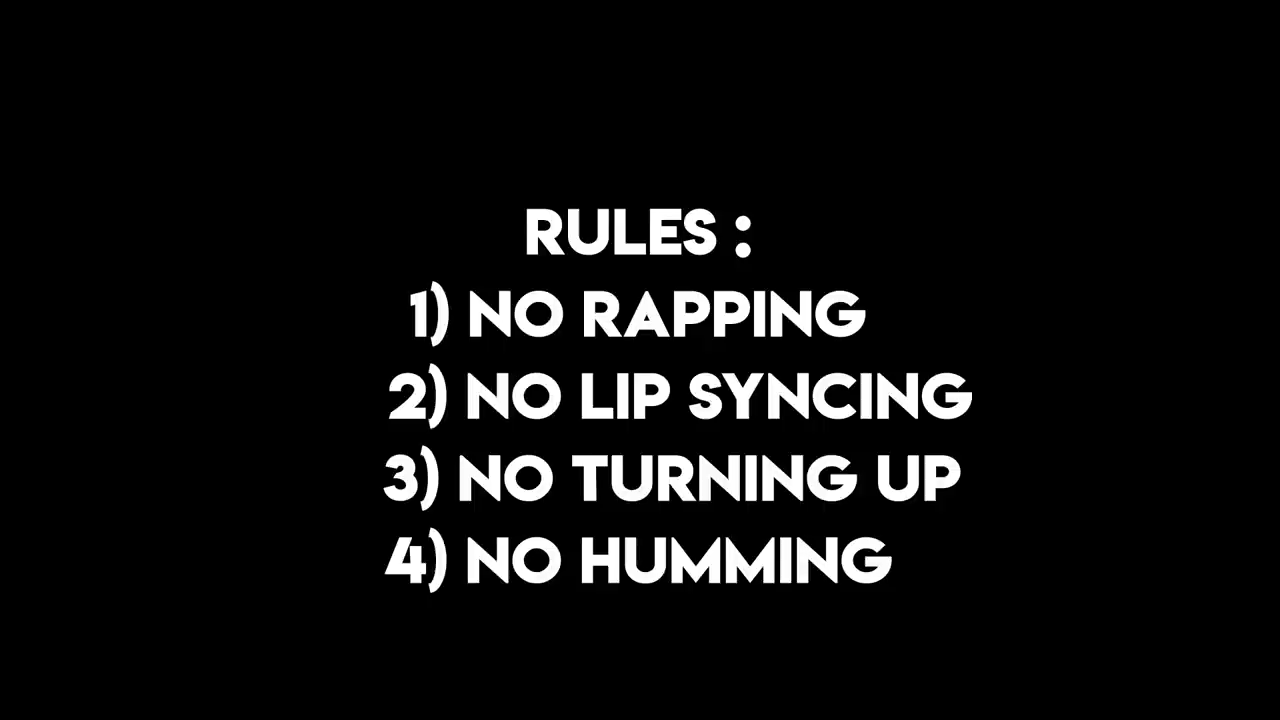 RULES :
1) NO RAPPING
2) NO LIP SYNCING
3) NO TURNING UP
4) NO HUMMING